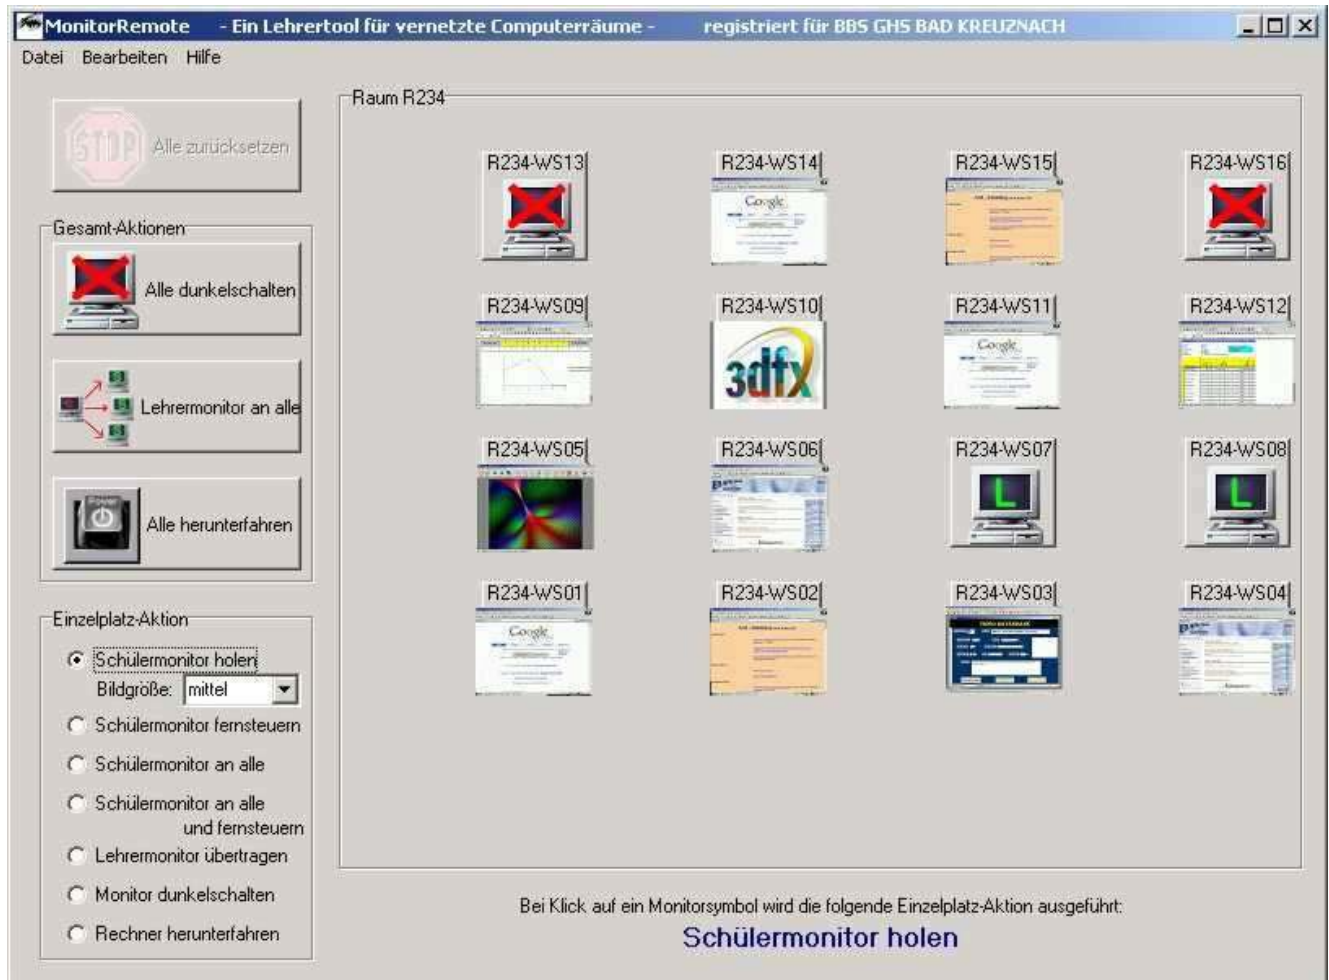 MonitorRemote - Ein Lehrertool für vernetzte Computerräume - registriert für BBS GHS BAD KREUZNACH
Datei Bearbeiten Hilfe
STOP Alle zurücksetzen
Gesamt-Aktionen
Alle dunkelschalten
Lehrermonitor an alle
Alle herunterfahren
Einzelplatz-Aktion
Schülermonitor holen
Bildgröße: mittel
Schülermonitor fernsteuern
Schülermonitor an alle
Schülermonitor an alle
und fernsteuern
Lehrermonitor übertragen
Monitor dunkelschalten
Rechner herunterfahren
Raum R234
R234-WS13 R234-WS14 R234-WS15 R234-WS16
Google
R234-WS09 R234-WS10 R234-WS11 R234-WS12
3dfx Google
R234-WS05 R234-WS06 R234-WS07 R234-WS08
L L
R234-WS01 R234-WS02 R234-WS03 R234-WS04
Google
Bei Klick auf ein Monitorsymbol wird die folgende Einzelplatz-Aktion ausgeführt:
Schülermonitor holen